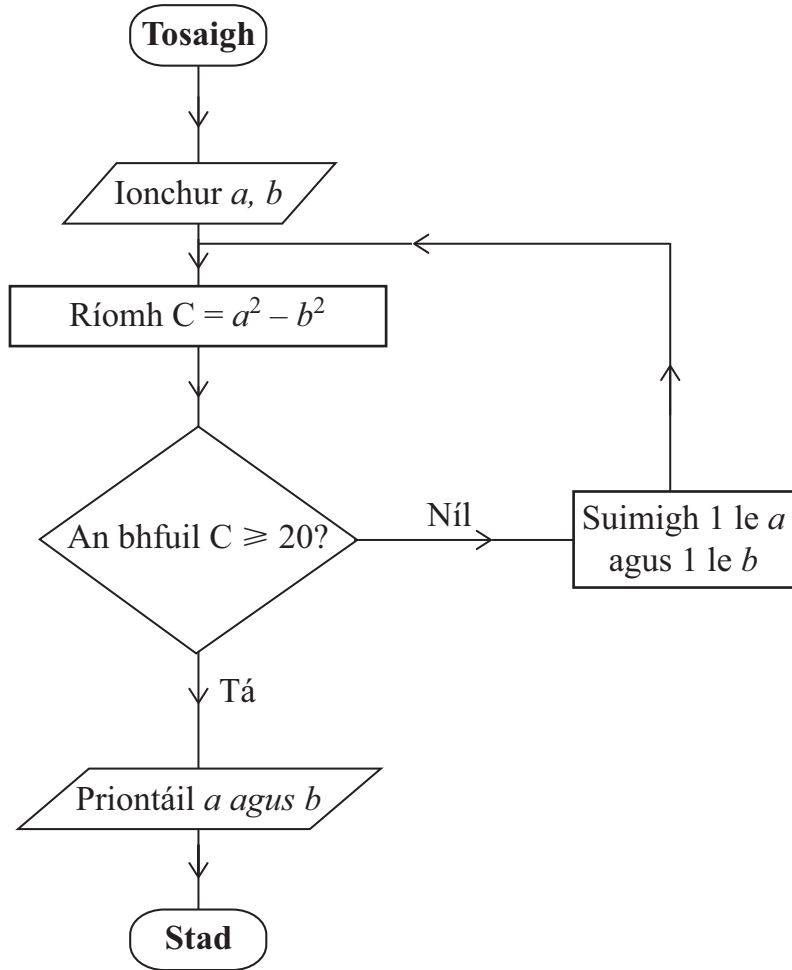 Tosaigh
Ionchur a, b
Ríomh C = a² – b²
An bhfuil C ⩾ 20?
Níl
Suimigh 1 le a
agus 1 le b
Tá
Priontáil a agus b
Stad